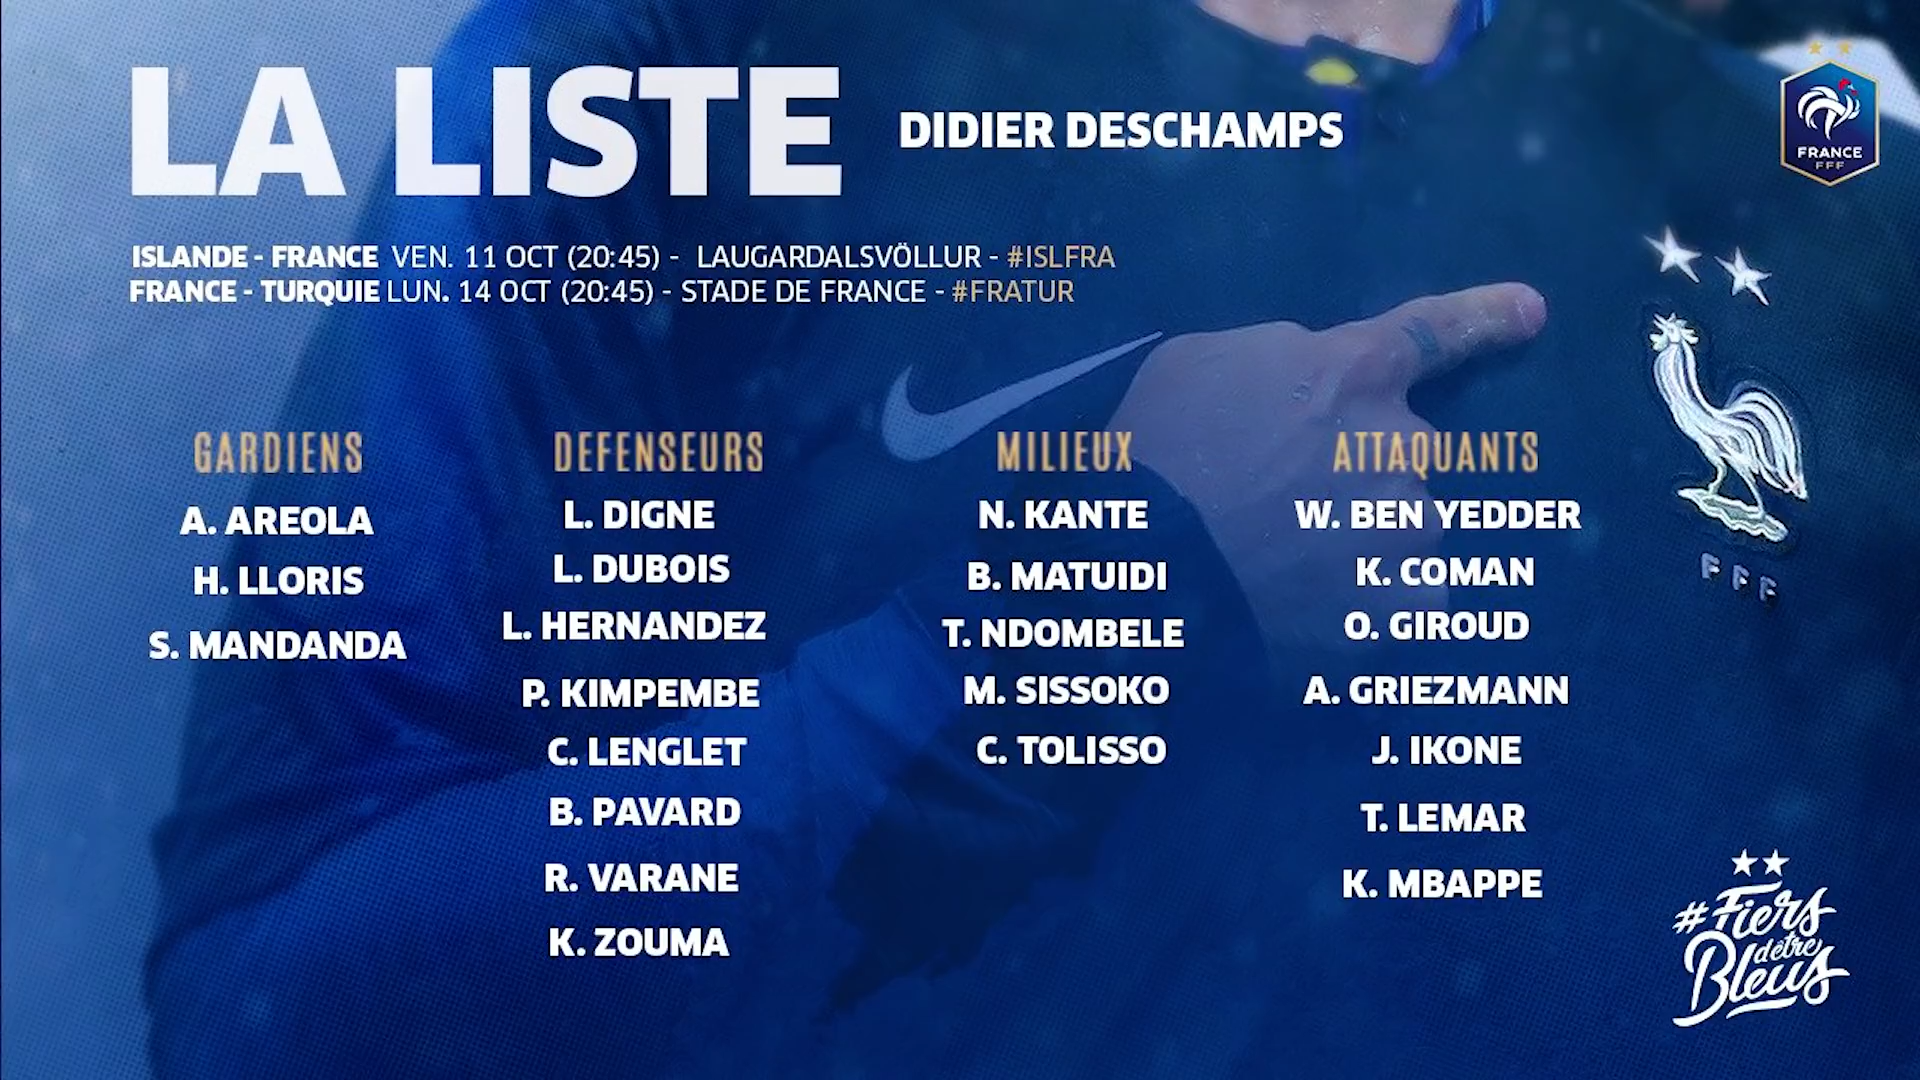 LA LISTE DIDIER DESCHAMPS
FRANCE
FFF
ISLANDE - FRANCE VEN. 11 OCT (20:45) - LAUGARDALSVÖLLUR - #ISLFRA
FRANCE - TURQUIE LUN. 14 OCT (20:45) - STADE DE FRANCE - #FRATUR
GARDIENS
A. AREOLA
H. LLORIS
S. MANDANDA
DEFENSEURS
L. DIGNE
L. DUBOIS
L. HERNANDEZ
P. KIMPEMBE
C. LENGLET
B. PAVARD
R. VARANE
K. ZOUMA
MILIEUX
N. KANTE
B. MATUIDI
T. NDOMBELE
M. SISSOKO
C. TOLISSO
ATTAQUANTS
W. BEN YEDDER
K. COMAN
O. GIROUD
A. GRIEZMANN
J. IKONE
T. LEMAR
K. MBAPPE
FFF
#Fiers
d'être
Bleus